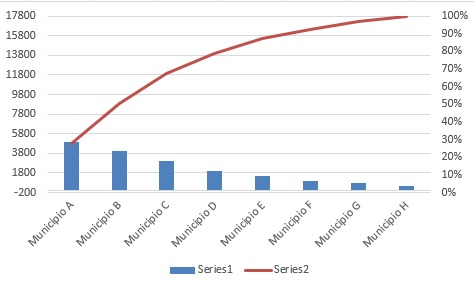 17800
15800
13800
11800
9800
7800
5800
3800
1800
-200
100%
90%
80%
70%
60%
50%
40%
30%
20%
10%
0%
Municipio A
Municipio B
Municipio C
Municipio D
Municipio E
Municipio F
Municipio G
Municipio H
Series1 Series2